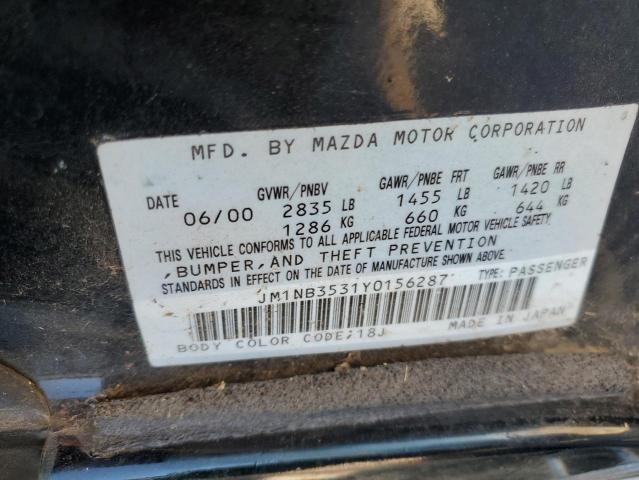 MFD. BY MAZDA MOTOR CORPORATION
DATE GVWR/PNBV GAWR/PNBE FRT GAWR/PNBE RR
06/00 2835 LB 1455 LB 1420 LB
1286 KG 660 KG 644 KG
THIS VEHICLE CONFORMS TO ALL APPLICABLE FEDERAL MOTOR VEHICLE SAFETY,
,BUMPER,AND THEFT PREVENTION
STANDARDS IN EFFECT ON THE DATE OF MANUFACTURE SHOWN ABOVE.
JM1NB3531Y0156287 TYPE: PASSENGER
BODY COLOR CODE;18J MADE IN JAPAN